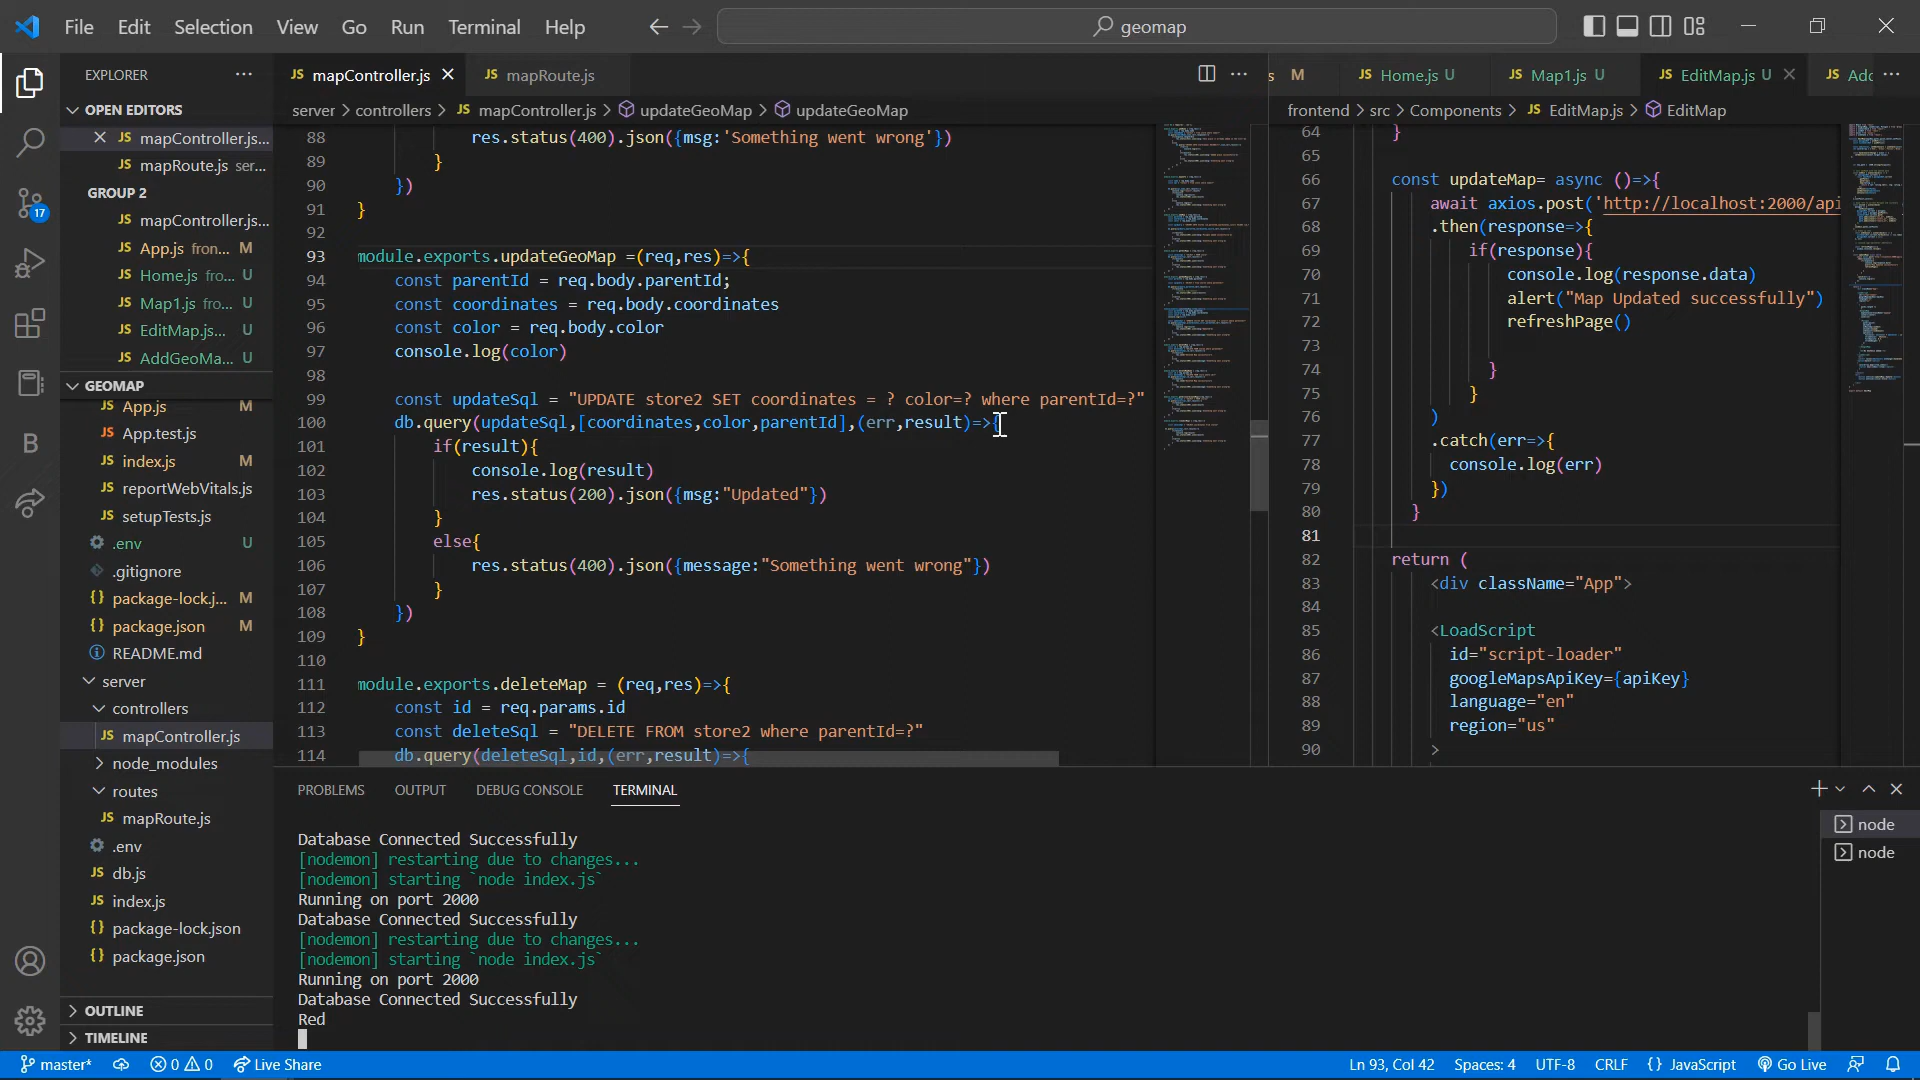 File Edit Selection View Go Run Terminal Help
geomap
EXPLORER
OPEN EDITORS
mapController.js...
mapRoute.js ser...
GROUP 2
mapController.js...
App.js fron... M
Home.js fro... U
Map1.js fro... U
EditMap.js... U
AddGeoMa... U
GEOMAP
App.js
App.test.js
index.js
reportWebVitals.js
setupTests.js
.env U
.gitignore
package-lock.j... M
package.json M
README.md
server
controllers
mapController.js
node_modules
routes
mapRoute.js
.env
db.js
index.js
package-lock.json
package.json
OUTLINE
TIMELINE
mapController.js
mapRoute.js
server > controllers > JS mapController.js > updateGeoMap > updateGeoMap
88 res.status(400).json({msg:'Something went wrong'})
89 }
90 })
91 }
92
93 module.exports.updateGeoMap =(req,res)=>{
94 const parentId = req.body.parentId;
95 const coordinates = req.body.coordinates
96 const color = req.body.color
97 console.log(color)
98
99 const updateSql = "UPDATE store2 SET coordinates = ? color=? where parentId=?"
100 db.query(updateSql,[coordinates,color,parentId],(err,result)=>{
101 if(result){
102 console.log(result)
103 res.status(200).json({msg:"Updated"})
104 }
105 else{
106 res.status(400).json({message:"Something went wrong"})
107 }
108 })
109 }
110
111 module.exports.deleteMap = (req,res)=>{
112 const id = req.params.id
113 const deleteSql = "DELETE FROM store2 where parentId=?"
114 db.query(deleteSql,id,(err,result)=>{
s M
JS Home.js U
JS Map1.js U
JS EditMap.js U
JS Adc
frontend > src > Components > JS EditMap.js > EditMap
64 }
65
66 const updateMap= async ()=>{
67 await axios.post('http://localhost:2000/api
68 .then(response=>{
69 if(response){
70 console.log(response.data)
71 alert("Map Updated successfully")
72 refreshPage()
73
74 }
75 }
76 )
77 .catch(err=>{
78 console.log(err)
79 })
80 }
81
82 return (
83 <div className="App">
84
85 <LoadScript
86 id="script-loader"
87 googleMapsApiKey={apiKey}
88 language="en"
89 region="us"
90 >
PROBLEMS OUTPUT DEBUG CONSOLE TERMINAL
Database Connected Successfully
[nodemon] restarting due to changes...
[nodemon] starting `node index.js`
Running on port 2000
Database Connected Successfully
[nodemon] restarting due to changes...
[nodemon] starting `node index.js`
Running on port 2000
Database Connected Successfully
Red
node
node
17
master* 0 0 Live Share
Ln 93, Col 42 Spaces: 4 UTF-8 CRLF {} JavaScript Go Live